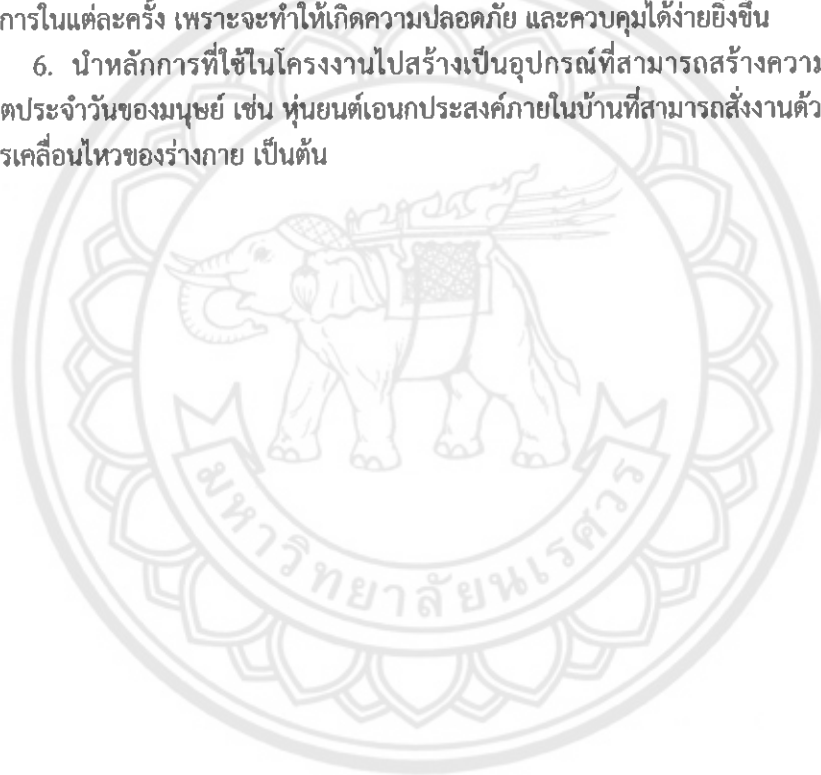 การในแต่ละครั้ง เพราะจะทำให้เกิดความปลอดภัย และควบคุมได้ง่ายยิ่งขึ้น
6. นำหลักการที่ใช้ในโครงงานไปสร้างเป็นอุปกรณ์ที่สามารถสร้างความ
ตประจำวันของมนุษย์ เช่น หุ่นยนต์เอนกประสงค์ภายในบ้านที่สามารถสั่งงานด้ว
รเคลื่อนไหวของร่างกาย เป็นต้น
มหาวิทยาลัยนเรศวร